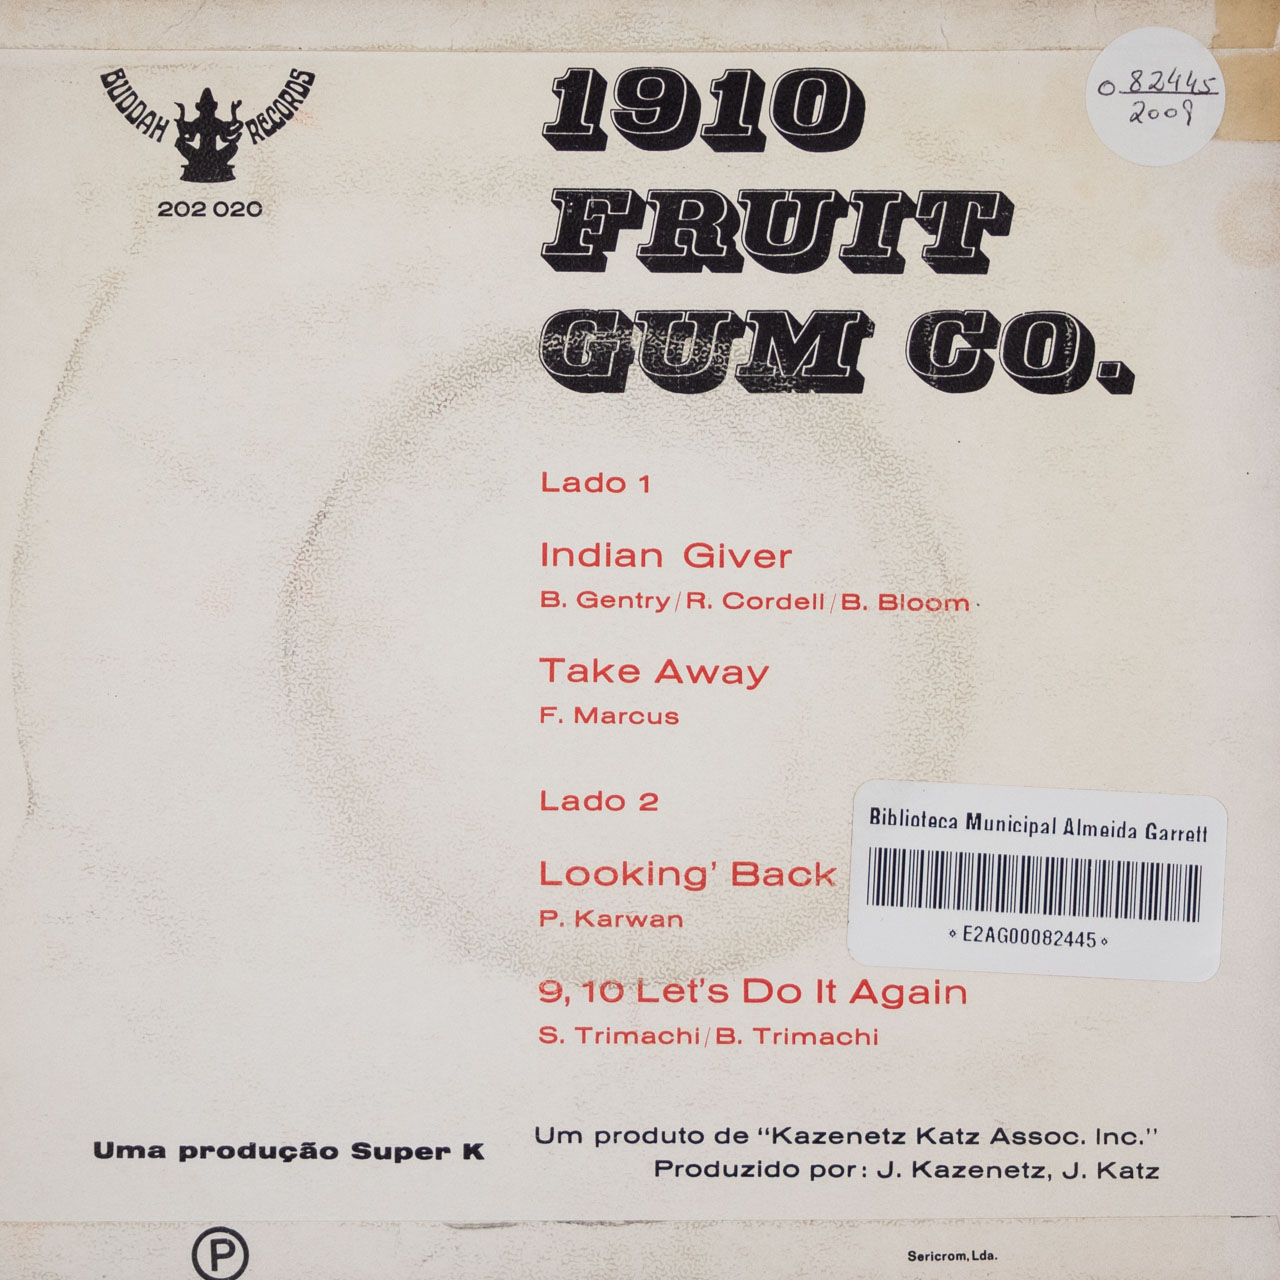 BUDDAH RECORDS
202 020
1910
FRUIT
GUM CO.
0 82445
2009
Lado 1
Indian Giver
B. Gentry/R. Cordell/B. Bloom
Take Away
F. Marcus
Lado 2
Looking' Back
P. Karwan
9, 10 Let's Do It Again
S. Trimachi/B. Trimachi
Biblioteca Municipal Almeida Garrett
E2AG00082445
Uma produção Super K
Um produto de "Kazenetz Katz Assoc. Inc."
Produzido por: J. Kazenetz, J. Katz
P
Sericrom, Lda.